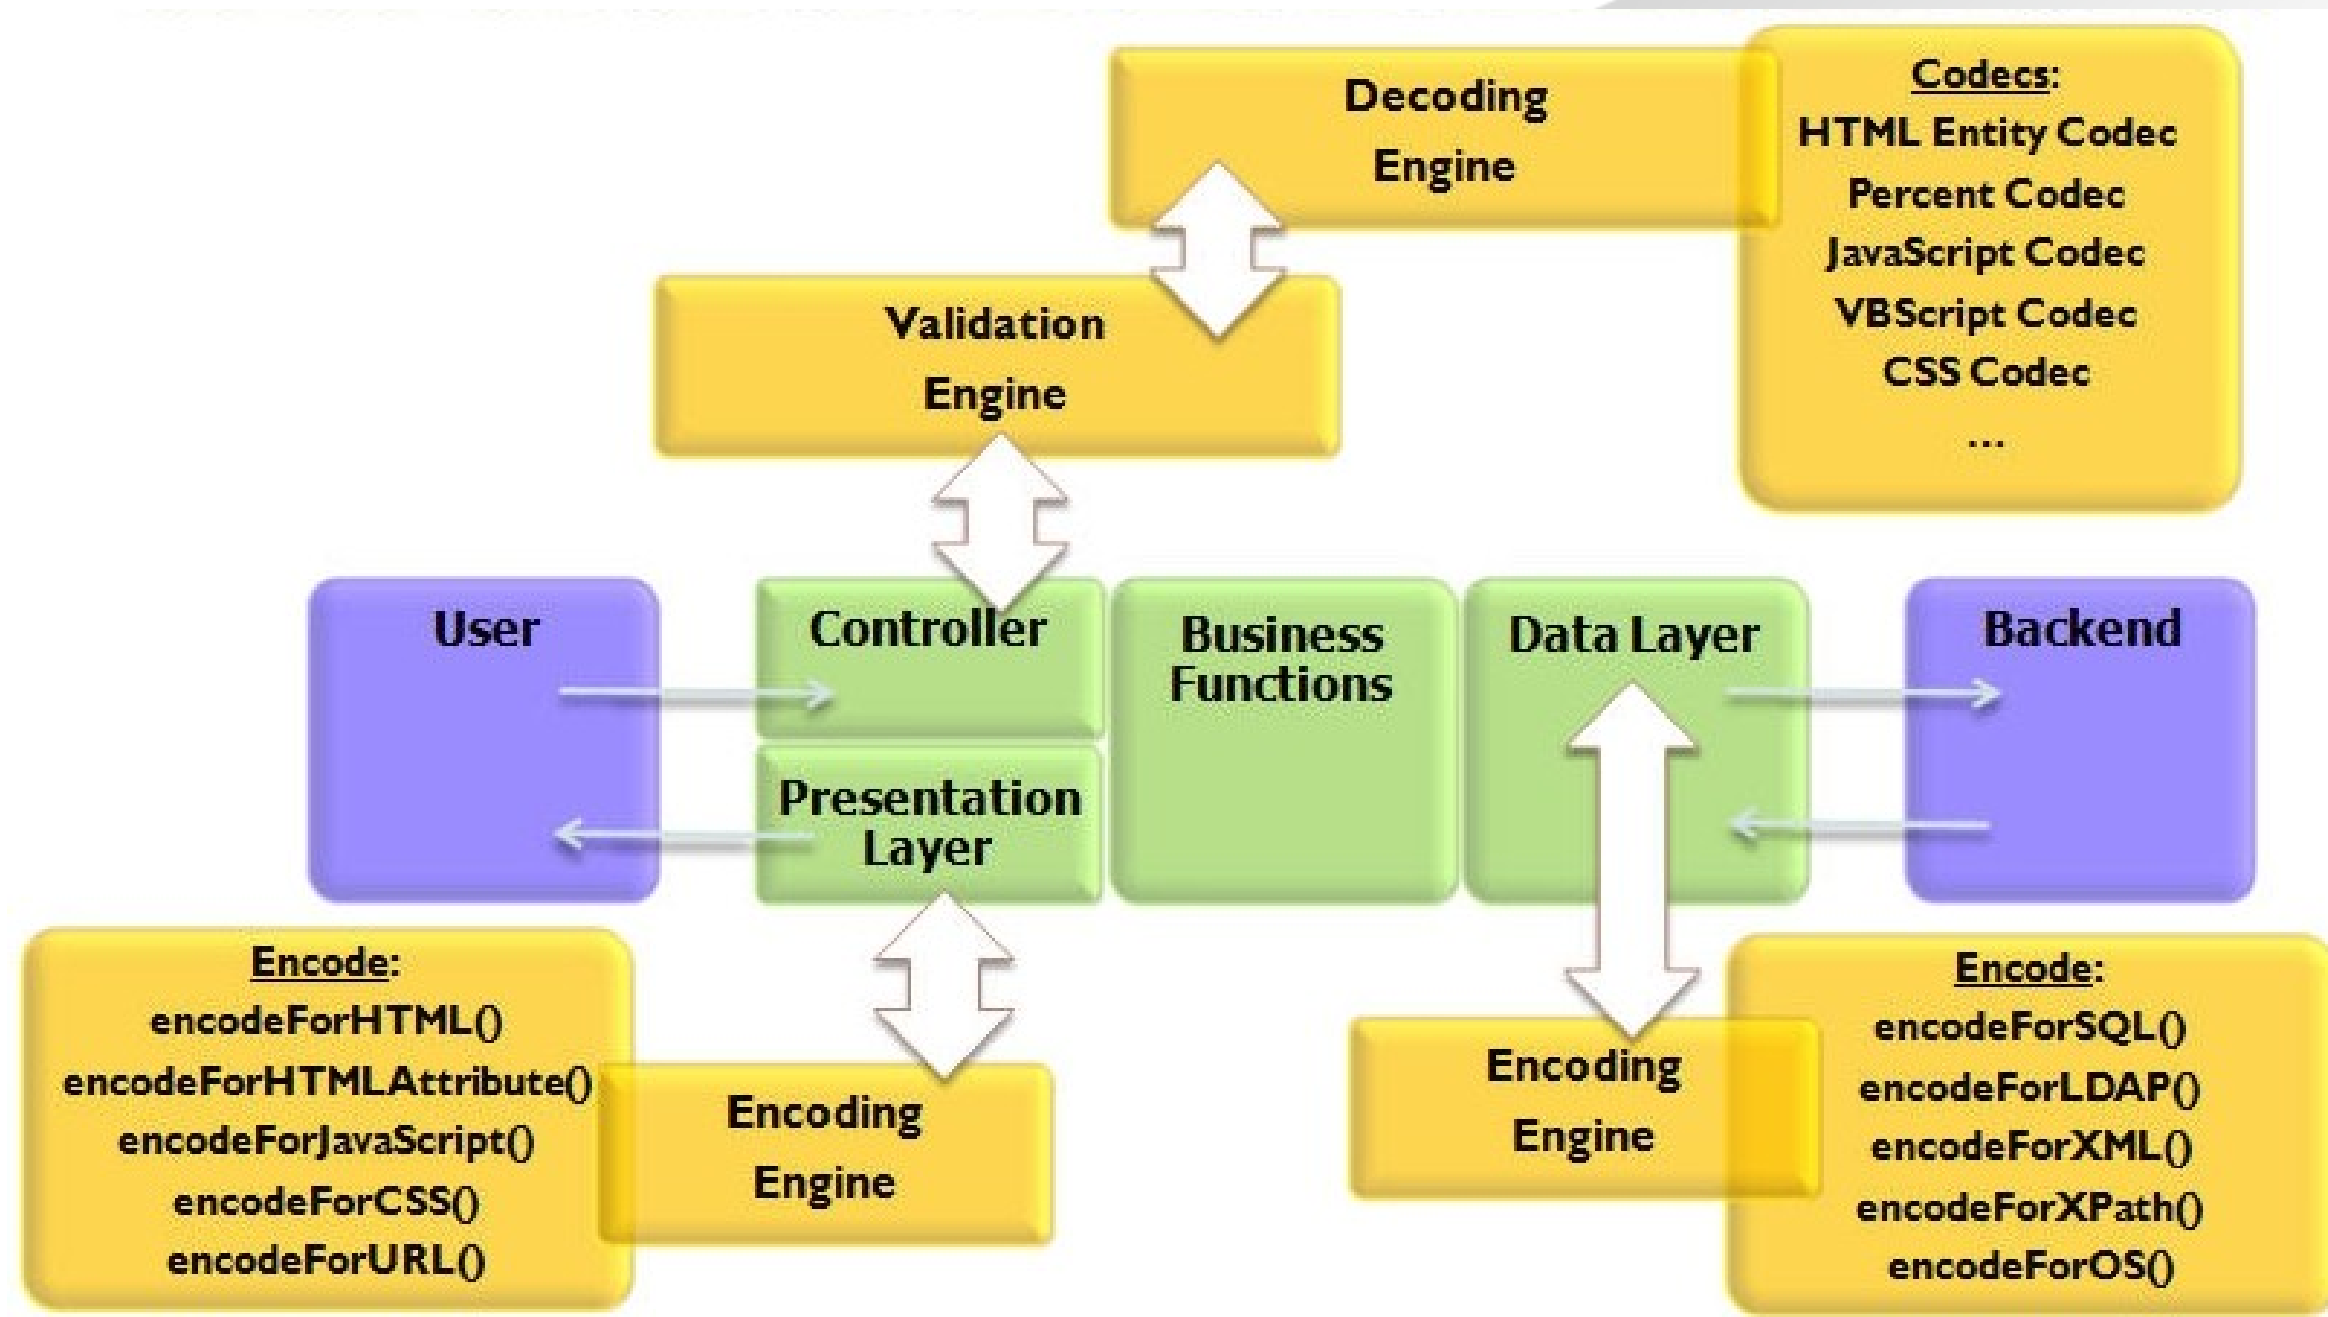 Decoding
Engine
Codecs:
HTML Entity Codec
Percent Codec
JavaScript Codec
VBScript Codec
CSS Codec
...
Validation
Engine
User
Controller
Presentation
Layer
Business
Functions
Data Layer
Backend
Encode:
encodeForHTML()
encodeForHTMLAttribute()
encodeForJavaScript()
encodeForCSS()
encodeForURL()
Encoding
Engine
Encoding
Engine
Encode:
encodeForSQL()
encodeForLDAP()
encodeForXML()
encodeForXPath()
encodeForOS()